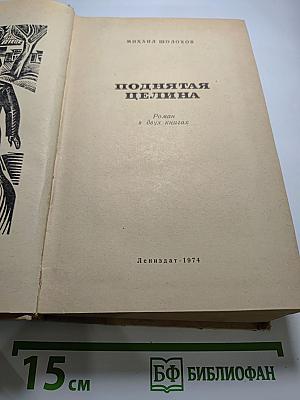 МИХАИЛ ШОЛОХОВ
ПОДНЯТАЯ
ЦЕЛИНА
Роман
в двух книгах
Лениздат·1974
15 см
БФ БИБЛИОФАН